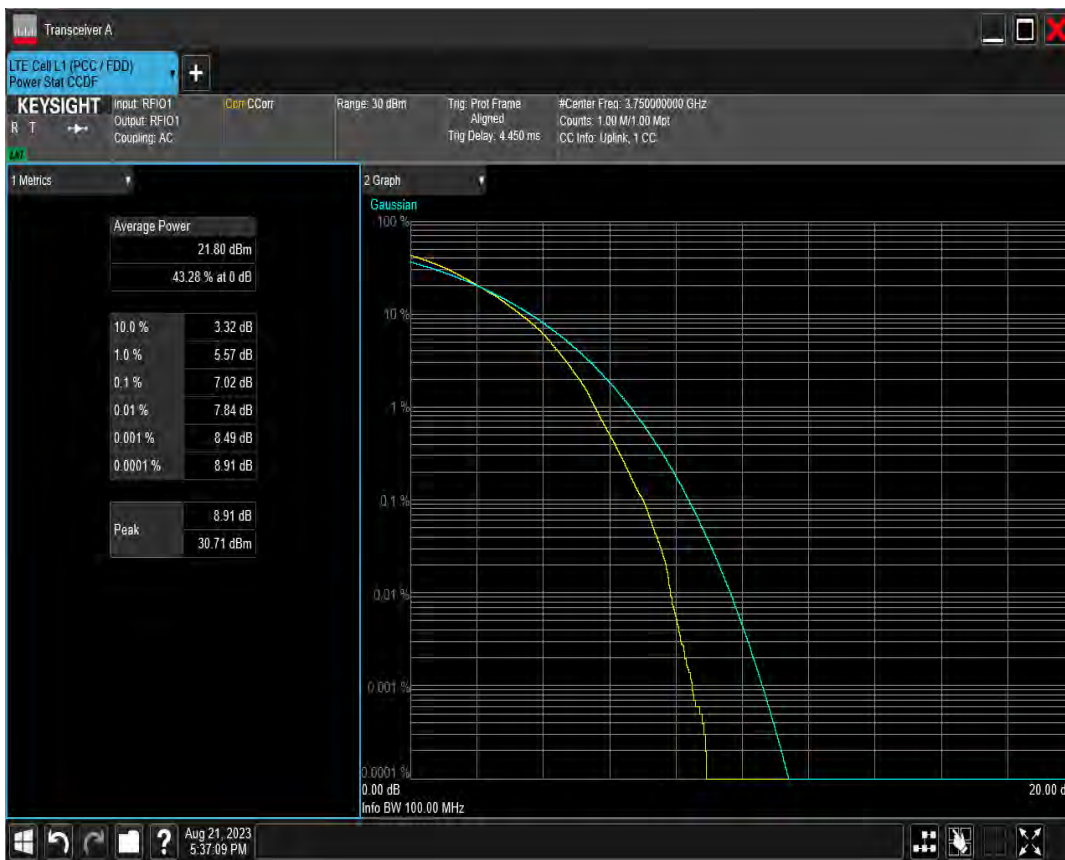 Transceiver A
LTE Cell L1 (PCC / FDD)
Power Stat CCDF
+
KEYSIGHT
R T
LNI
Input: RFIO1
Output: RFIO1
Coupling: AC
Corr CCorr
Range: 30 dBm
Trig: Prot Frame
Aligned
Trig Delay: 4.450 ms
#Center Freq: 3.750000000 GHz
Counts: 1.00 M/1.00 Mpt
CC Info: Uplink, 1 CC
1 Metrics
Average Power
21.80 dBm
43.28 % at 0 dB
10.0 % 3.32 dB
1.0 % 5.57 dB
0.1 % 7.02 dB
0.01 % 7.84 dB
0.001 % 8.49 dB
0.0001 % 8.91 dB
Peak
8.91 dB
30.71 dBm
2 Graph
Gaussian
100 %
10 %
1 %
0.1 %
0.01 %
0.001 %
0.0001 %
0.00 dB
20.00 d
Info BW 100.00 MHz
?
Aug 21, 2023
5:37:09 PM